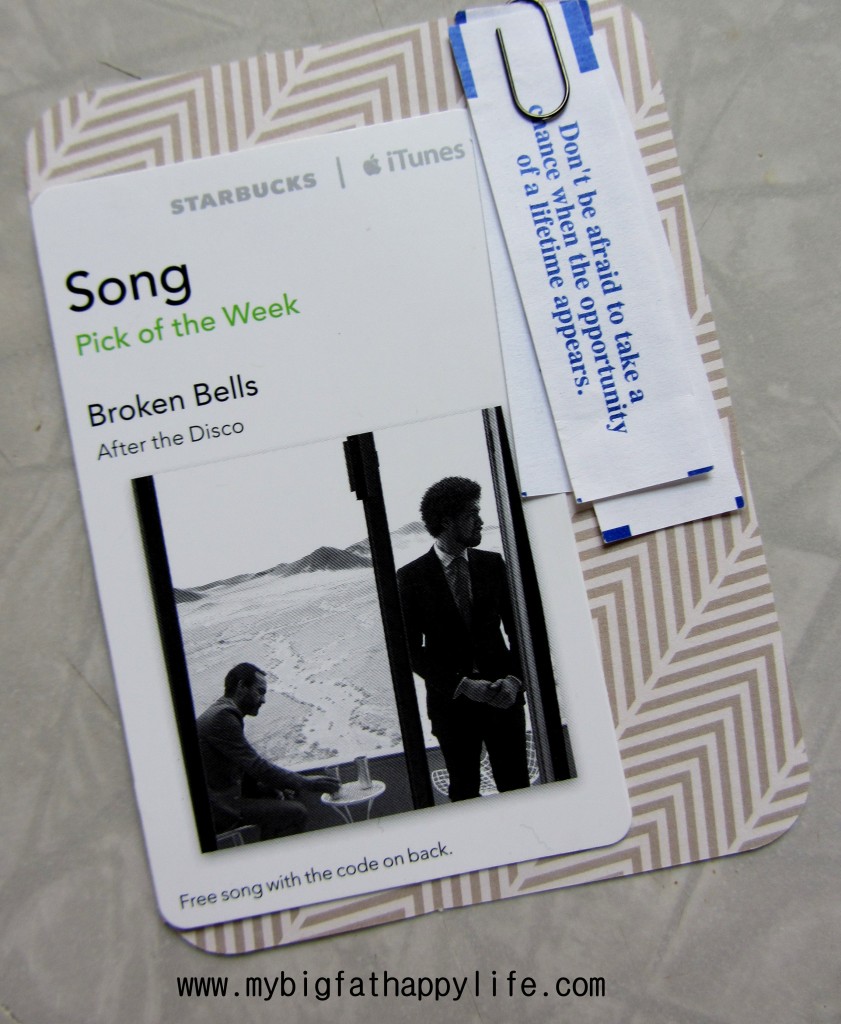 STARBUCKS | iTunes
Song
Pick of the Week
Broken Bells
After the Disco
Free song with the code on back.
Don't be afraid to take a
chance when the opportunity
of a lifetime appears.
www.mybigfathappylife.com